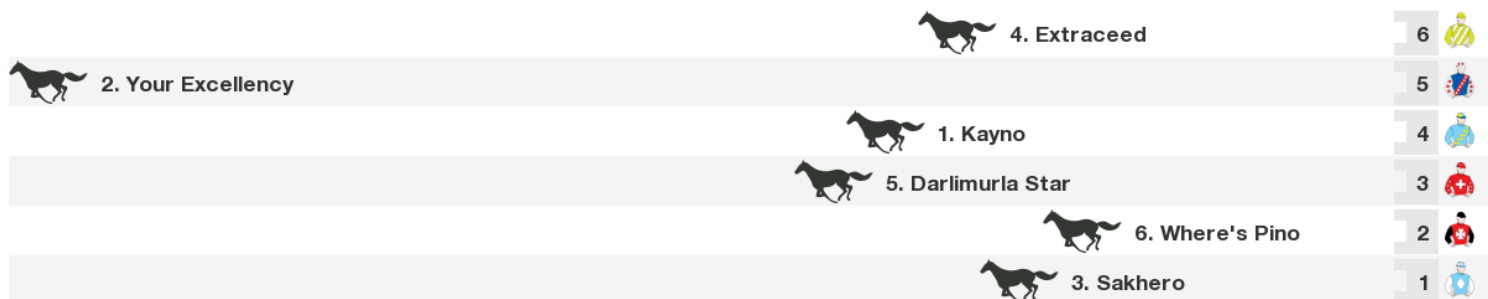 4. Extraceed 6
2. Your Excellency 5
1. Kayno 4
5. Darlimurla Star 3
6. Where's Pino 2
3. Sakhero 1